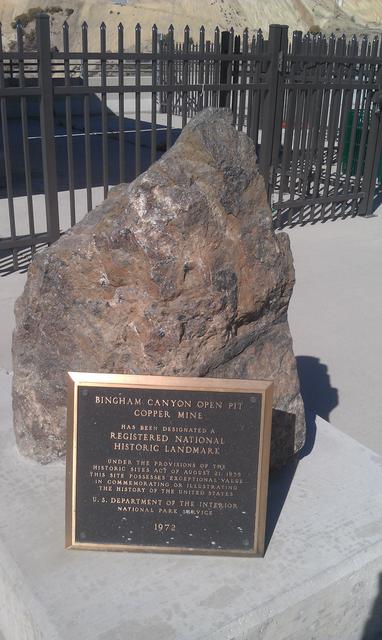 BINGHAM CANYON OPEN PIT
COPPER MINE
HAS BEEN DESIGNATED A
REGISTERED NATIONAL
HISTORIC LANDMARK
UNDER THE PROVISIONS OF THE
HISTORIC SITES ACT OF AUGUST 21, 1935
THIS SITE POSSESSES EXCEPTIONAL VALUE
IN COMMEMORATING OR ILLUSTRATING
THE HISTORY OF THE UNITED STATES
U. S. DEPARTMENT OF THE INTERIOR
NATIONAL PARK SERVICE
1972